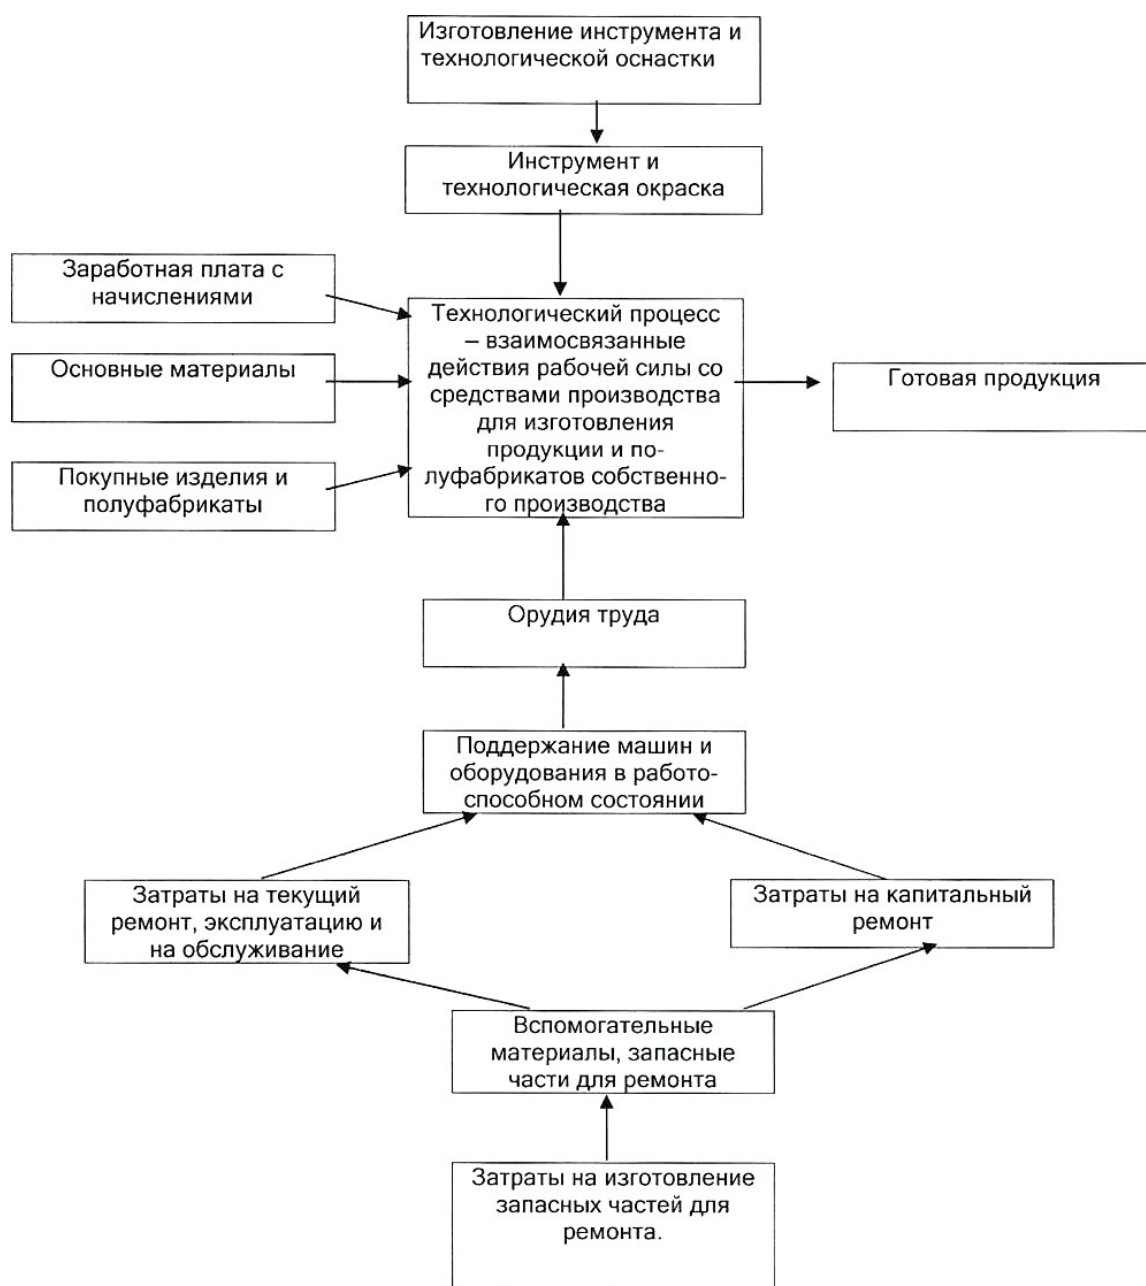 Изготовление инструмента и
технологической оснастки
Инструмент и
технологическая окраска
Заработная плата с
начислениями
Основные материалы
Покупные изделия и
полуфабрикаты
Технологический процесс
– взаимосвязанные
действия рабочей силы со
средствами производства
для изготовления
продукции и по-
луфабрикатов собственно-
го производства
Готовая продукция
Орудия труда
Поддержание машин и
оборудования в работо-
способном состоянии
Затраты на текущий
ремонт, эксплуатацию и
на обслуживание
Затраты на капитальный
ремонт
Вспомогательные
материалы, запасные
части для ремонта
Затраты на изготовление
запасных частей для
ремонта.